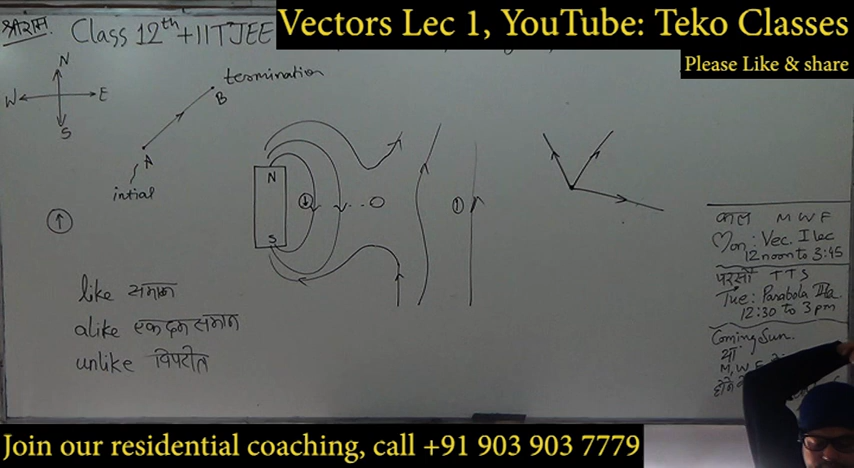 Vectors Lec 1, YouTube: Teko Classes
Please Like & share
श्रीराम
Class 12th + IIT JEE
N
W E
S
termination
B
A
intial
N
S
like समान
alike एकदम समान
unlike विपरीत
काल M W F
Mon: Vec. I lec
12 noon to 3:45
परसों T T S
Tue: Parabola
12:30 to 3 pm
Coming Sun.
या
M, W F
Join our residential coaching, call +91 903 903 7779